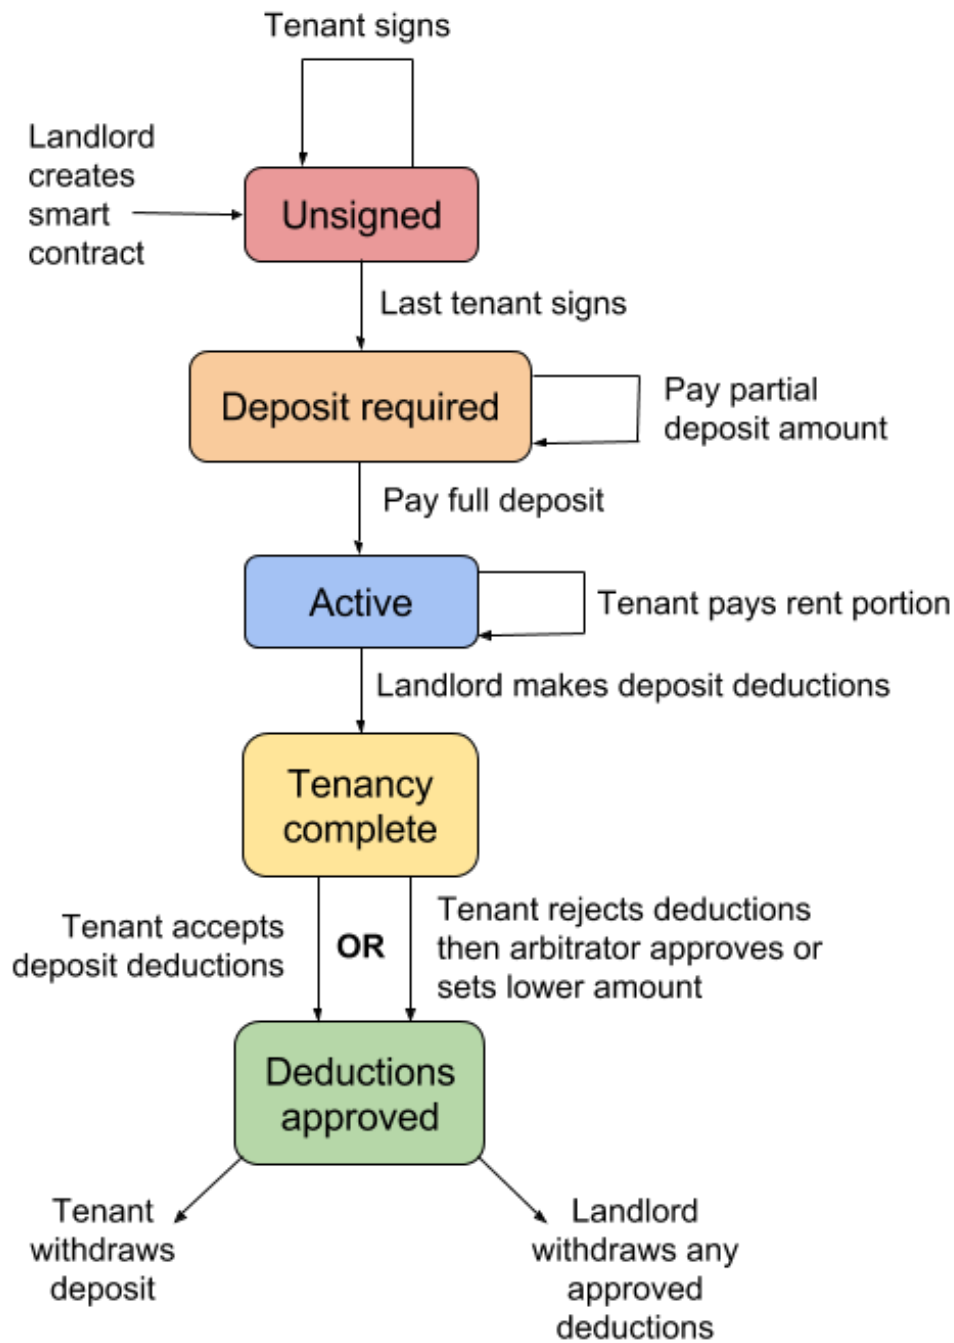 Tenant signs
Landlord
creates
smart
contract
Unsigned
Last tenant signs
Deposit required
Pay partial
deposit amount
Pay full deposit
Active
Tenant pays rent portion
Landlord makes deposit deductions
Tenancy
complete
Tenant accepts
deposit deductions
OR
Tenant rejects deductions
then arbitrator approves or
sets lower amount
Deductions
approved
Tenant
withdraws
deposit
Landlord
withdraws any
approved
deductions